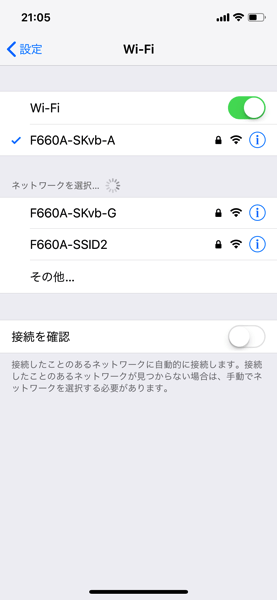 21:05
設定
Wi-Fi
Wi-Fi
F660A-SKvb-A
ネットワークを選択...
F660A-SKvb-G
F660A-SSID2
その他...
接続を確認
接続したことのあるネットワークに自動的に接続します。接続
したことのあるネットワークが見つからない場合は、手動でネ
ットワークを選択する必要があります。